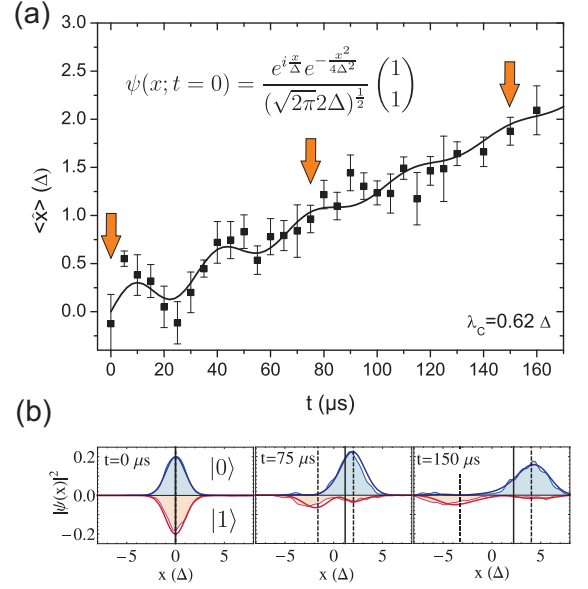 (a)
3.0
2.5
2.0
1.5
1.0
0.5
0.0
<x̂> (Δ)
ψ(x; t = 0) = e^{i x/Δ} e^{-x²/4Δ²} / (√2π 2Δ)^{1/2} (1 1)
λ_C=0.62 Δ
0 20 40 60 80 100 120 140 160
t (μs)
(b)
|ψ(x)|²
0.2
0.0
-0.2
t=0 μs
|0⟩
|1⟩
t=75 μs
t=150 μs
-5 0 5
-5 0 5
-5 0 5
x (Δ)
x (Δ)
x (Δ)